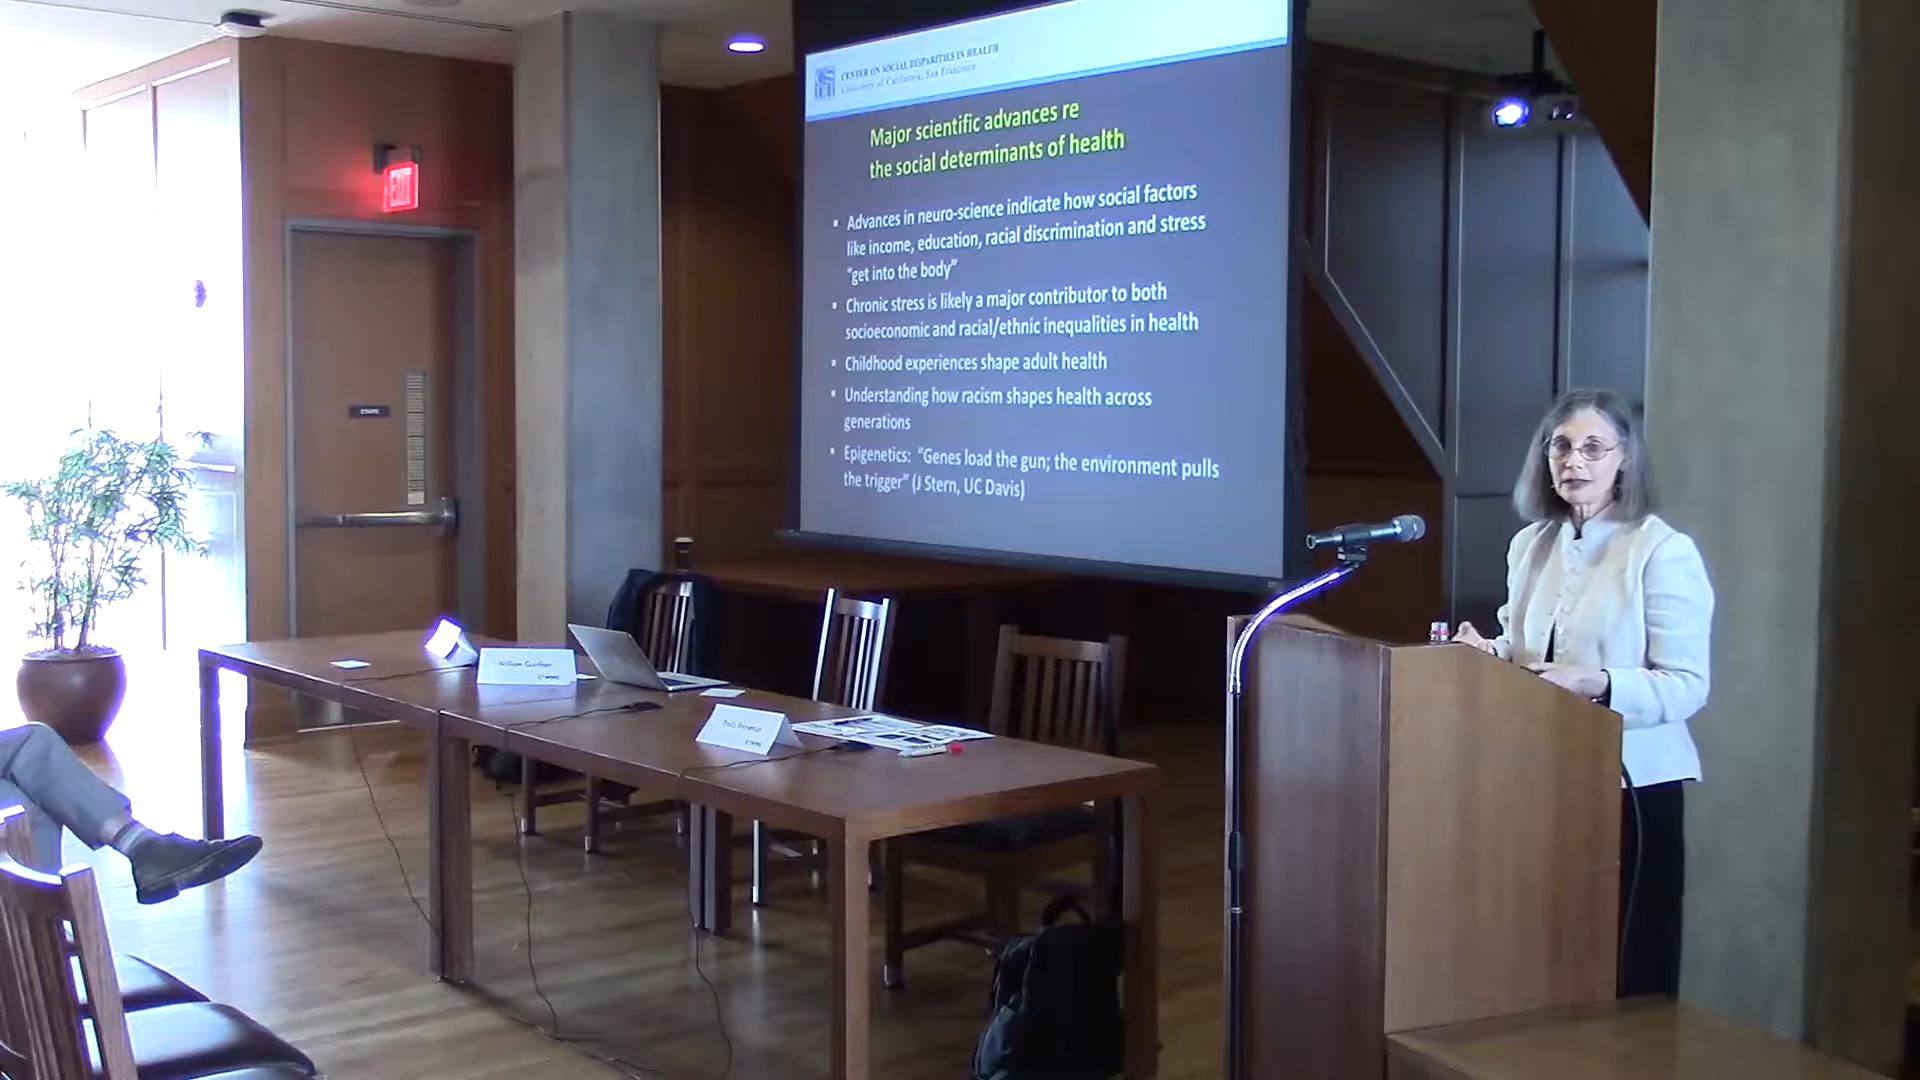 CENTER ON SOCIAL DISPARITIES IN HEALTH
University of California, San Francisco
Major scientific advances re
the social determinants of health
▪ Advances in neuro-science indicate how social factors
like income, education, racial discrimination and stress
“get into the body”
▪ Chronic stress is likely a major contributor to both
socioeconomic and racial/ethnic inequalities in health
▪ Childhood experiences shape adult health
▪ Understanding how racism shapes health across
generations
▪ Epigenetics: “Genes load the gun; the environment pulls
the trigger” (J Stern, UC Davis)
EXIT
William Gardner